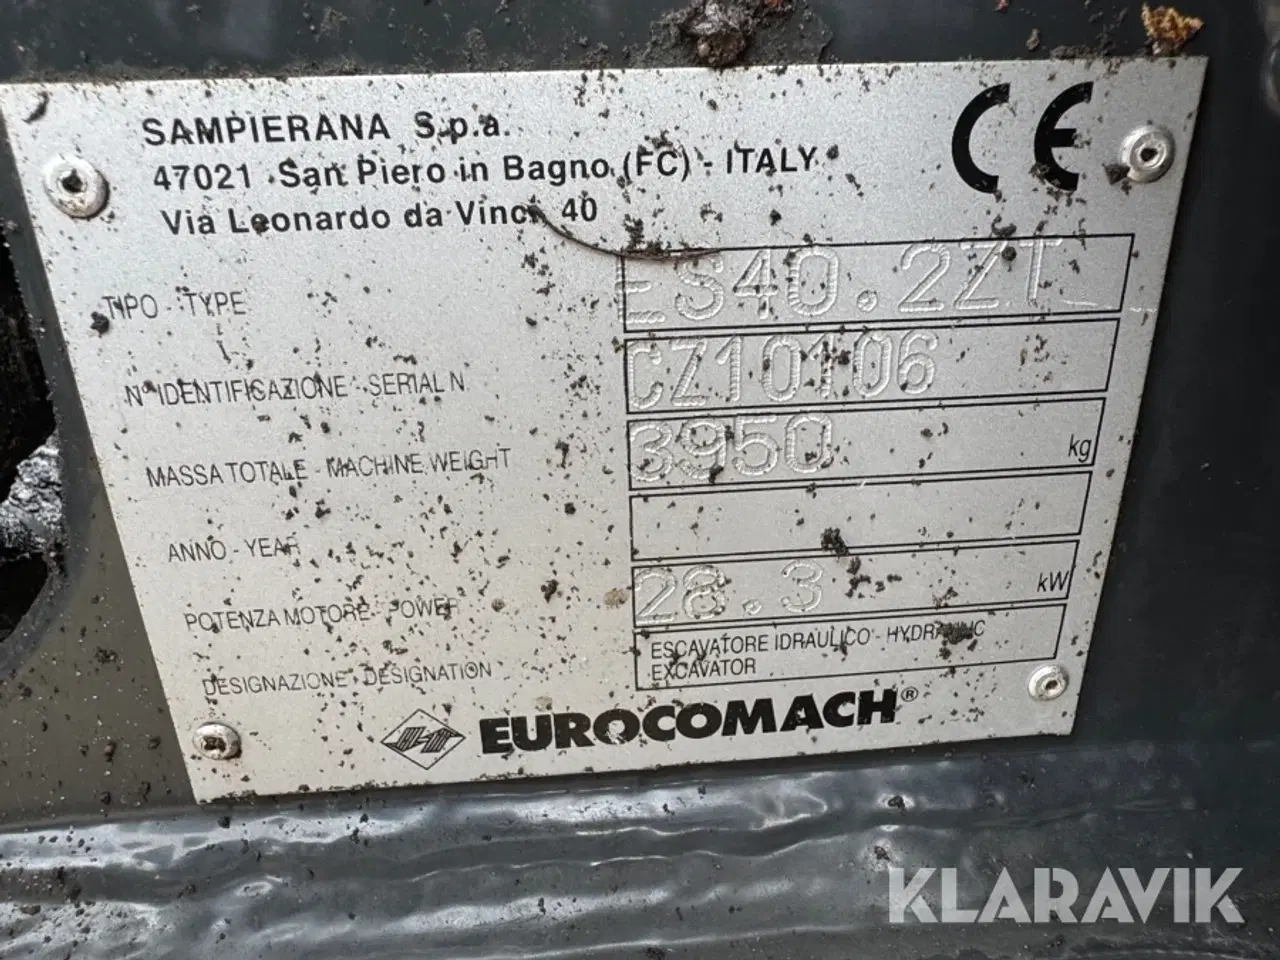 SAMPIERANA S.p.a.
47021 San Piero in Bagno (FC) - ITALY
Via Leonardo da Vinci 40
CE
TIPO - TYPE ES40.2ZT
N° IDENTIFICAZIONE - SERIAL N CZ10106
MASSA TOTALE - MACHINE WEIGHT 3950 kg
ANNO - YEAR
POTENZA MOTORE - POWER 28.3 kW
DESIGNAZIONE - DESIGNATION ESCAVATORE IDRAULICO - HYDRAULIC
EXCAVATOR
EUROCOMACH®
KLARAVIK